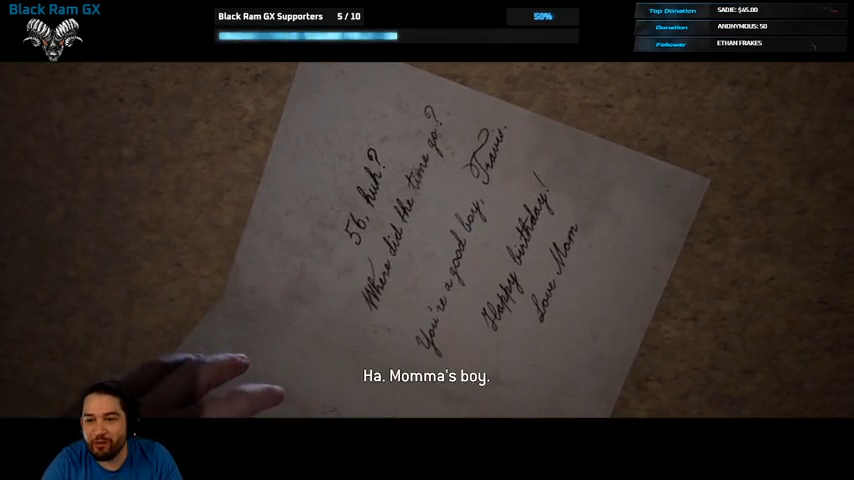 Black Ram GX
Black Ram GX Supporters 5 / 10
50%
Top Donation SADIE: $45.00
Donation ANONYMOUS: 50
Follower ETHAN FRAKES
56, huh?
Where did the time go?
You're a good boy, Travis.
Happy birthday!
Love Mom
Ha. Momma's boy.